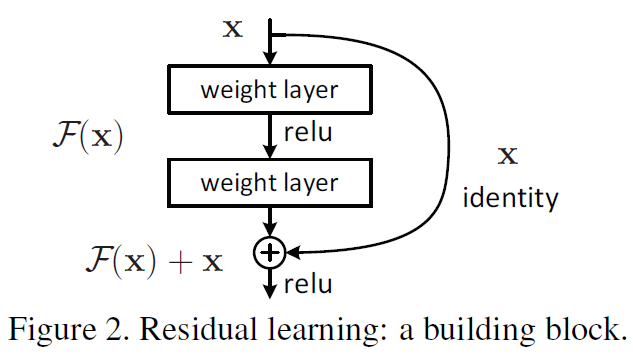 x
weight layer
F(x)
relu
x
weight layer
identity
F(x) + x
relu
Figure 2. Residual learning: a building block.